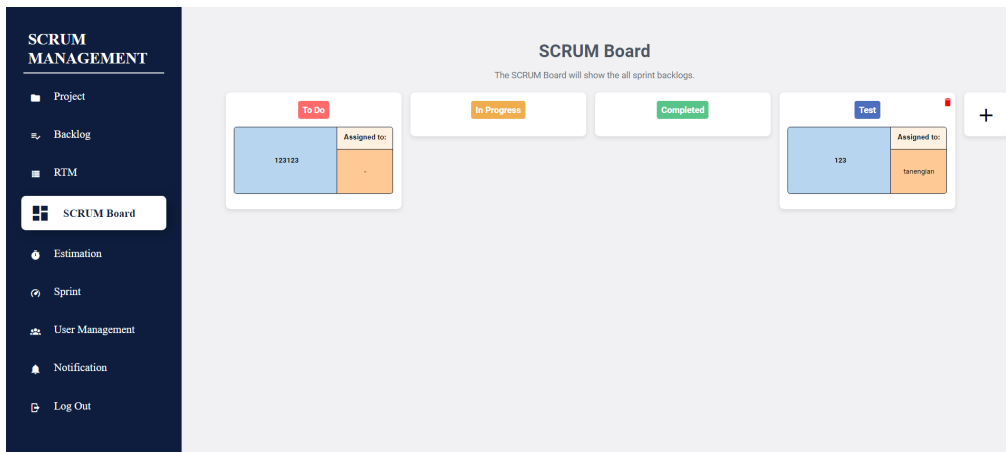 SCRUM
MANAGEMENT
Project
Backlog
RTM
SCRUM Board
Estimation
Sprint
User Management
Notification
Log Out
SCRUM Board
The SCRUM Board will show the all sprint backlogs.
To Do
123123
Assigned to:
-
In Progress
Completed
Test
123
Assigned to:
tanengian
+